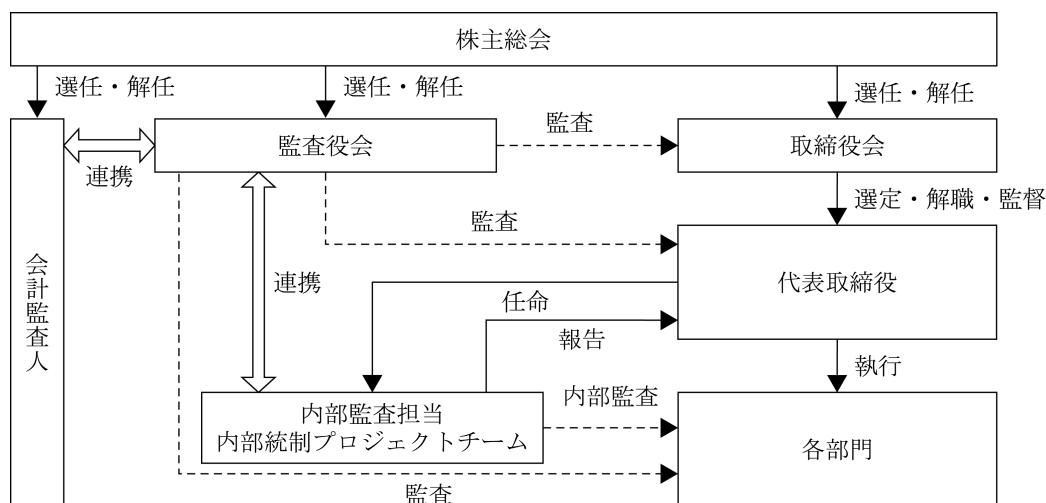 株主総会
選任・解任
選任・解任
選任・解任
監査役会
監査
取締役会
連携
選定・解職・監督
監査
会計監査人
連携
代表取締役
任命
報告
執行
内部監査担当
内部統制プロジェクトチーム
内部監査
各部門
監査